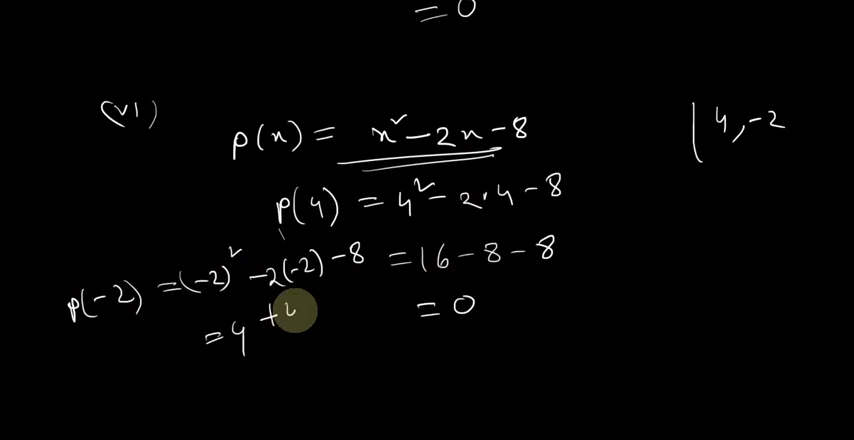 = 0
(VI)
p(x) = x² - 2x - 8 | 4, -2
p(4) = 4² - 2·4 - 8
p(-2) = (-2)² - 2(-2) - 8 = 16 - 8 - 8
= 4 + = 0